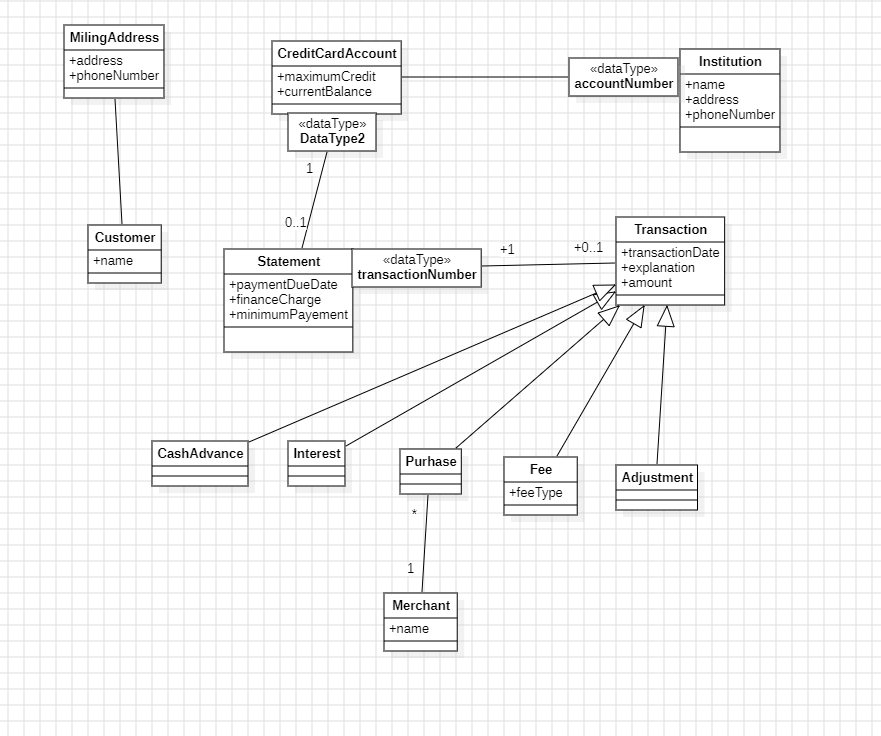 MilingAddress
+address
+phoneNumber
CreditCardAccount
+maximumCredit
+currentBalance
«dataType»
DataType2
«dataType»
accountNumber
Institution
+name
+address
+phoneNumber
1
0..1
Customer
+name
Statement
+paymentDueDate
+financeCharge
+minimumPayement
«dataType»
transactionNumber
+1
+0..1
Transaction
+transactionDate
+explanation
+amount
CashAdvance
Interest
Purhase
Fee
+feeType
Adjustment
*
1
Merchant
+name